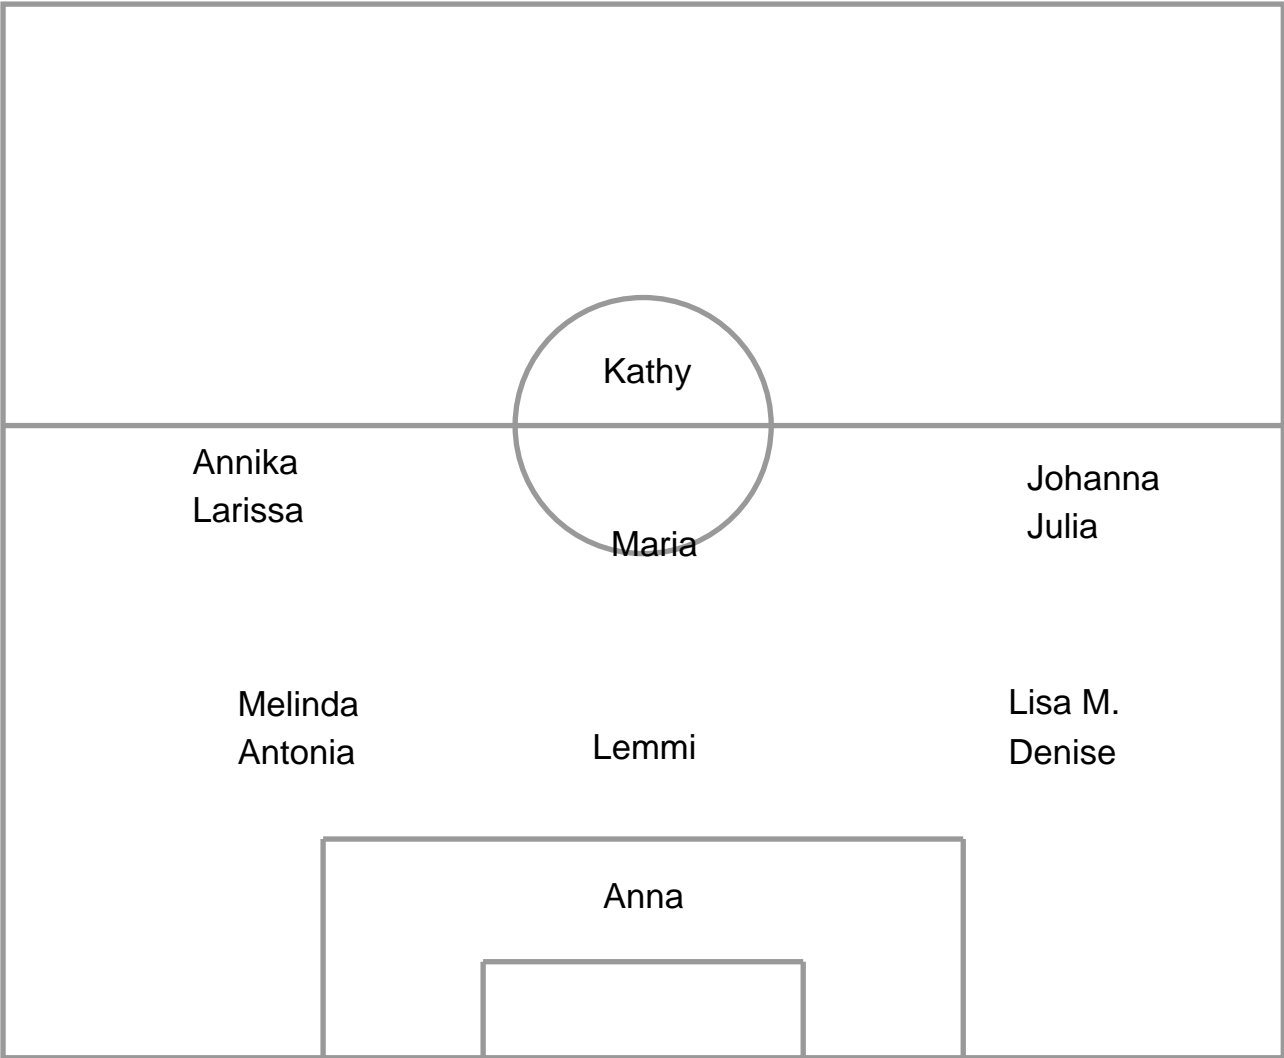 Kathy
Annika
Larissa
Johanna
Julia
Maria
Melinda
Antonia
Lemmi
Lisa M.
Denise
Anna